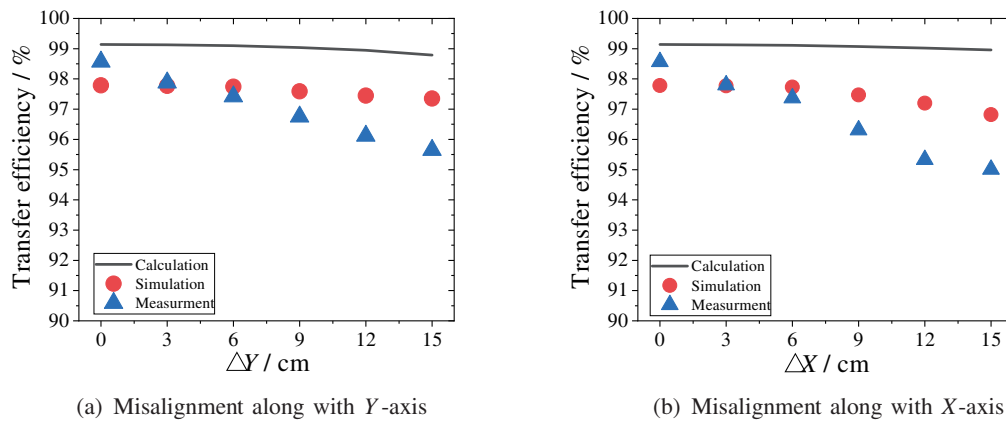 100
99
98
97
96
95
94
93
92
91
90
Transfer efficiency / %
Calculation
Simulation
Measurment
0 3 6 9 12 15
△Y / cm
(a) Misalignment along with Y-axis
100
99
98
97
96
95
94
93
92
91
90
Transfer efficiency / %
Calculation
Simulation
Measurment
0 3 6 9 12 15
△X / cm
(b) Misalignment along with X-axis